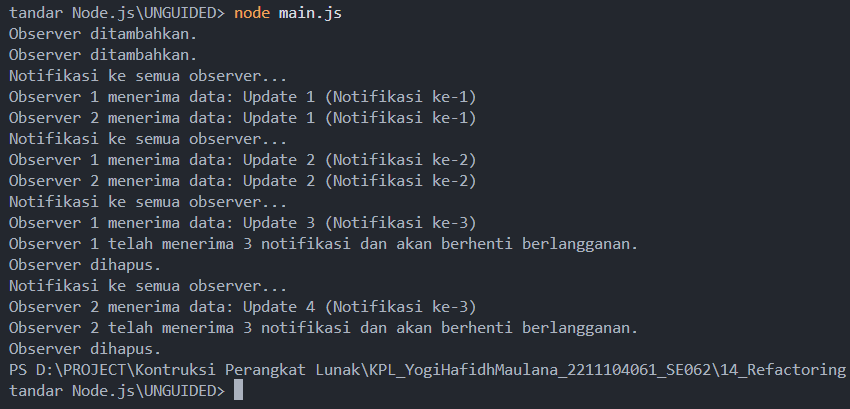 tandar Node.js\UNGUIDED> node main.js
Observer ditambahkan.
Observer ditambahkan.
Notifikasi ke semua observer...
Observer 1 menerima data: Update 1 (Notifikasi ke-1)
Observer 2 menerima data: Update 1 (Notifikasi ke-1)
Notifikasi ke semua observer...
Observer 1 menerima data: Update 2 (Notifikasi ke-2)
Observer 2 menerima data: Update 2 (Notifikasi ke-2)
Notifikasi ke semua observer...
Observer 1 menerima data: Update 3 (Notifikasi ke-3)
Observer 1 telah menerima 3 notifikasi dan akan berhenti berlangganan.
Observer dihapus.
Notifikasi ke semua observer...
Observer 2 menerima data: Update 4 (Notifikasi ke-3)
Observer 2 telah menerima 3 notifikasi dan akan berhenti berlangganan.
Observer dihapus.
PS D:\PROJECT\Kontruksi Perangkat Lunak\KPL_YogiHafidhMaulana_2211104061_SE062\14_Refactoring
tandar Node.js\UNGUIDED>